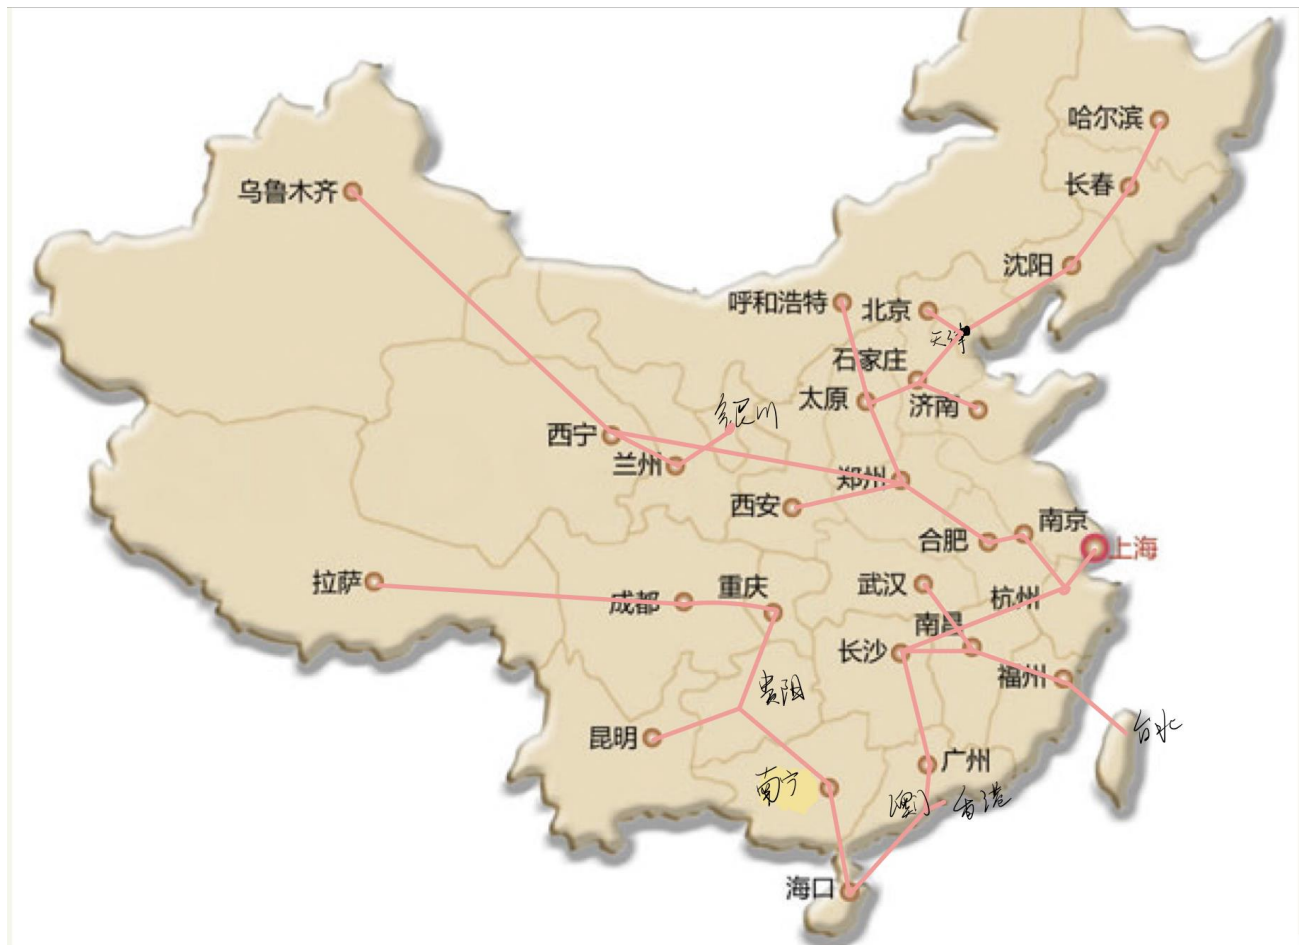 哈尔滨
长春
乌鲁木齐
沈阳
呼和浩特
北京
天津
石家庄
太原
济南
银川
西宁
兰州
郑州
西安
南京
合肥
上海
拉萨
成都
重庆
武汉
杭州
南昌
长沙
福州
贵阳
台北
昆明
广州
南宁
澳门
香港
海口